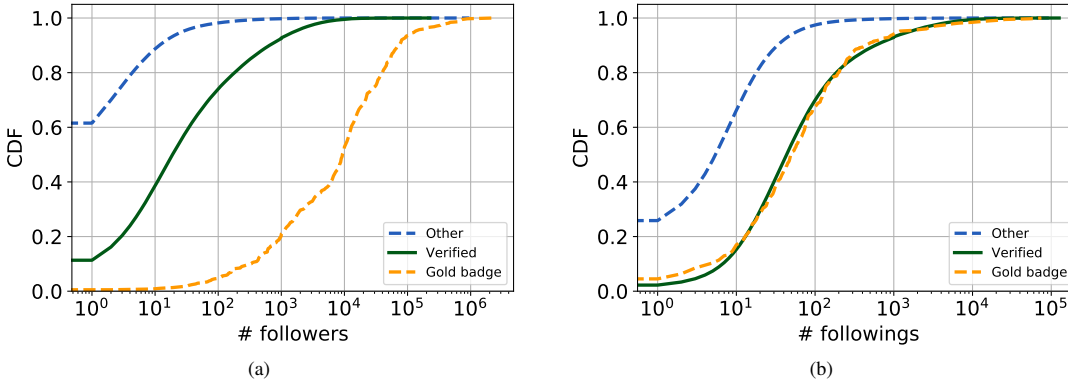 1.0
0.8
0.6
0.4
0.2
0.0
CDF
Other
Verified
Gold badge
10^0 10^1 10^2 10^3 10^4 10^5 10^6
# followers
(a)
1.0
0.8
0.6
0.4
0.2
0.0
CDF
Other
Verified
Gold badge
10^0 10^1 10^2 10^3 10^4 10^5
# followings
(b)